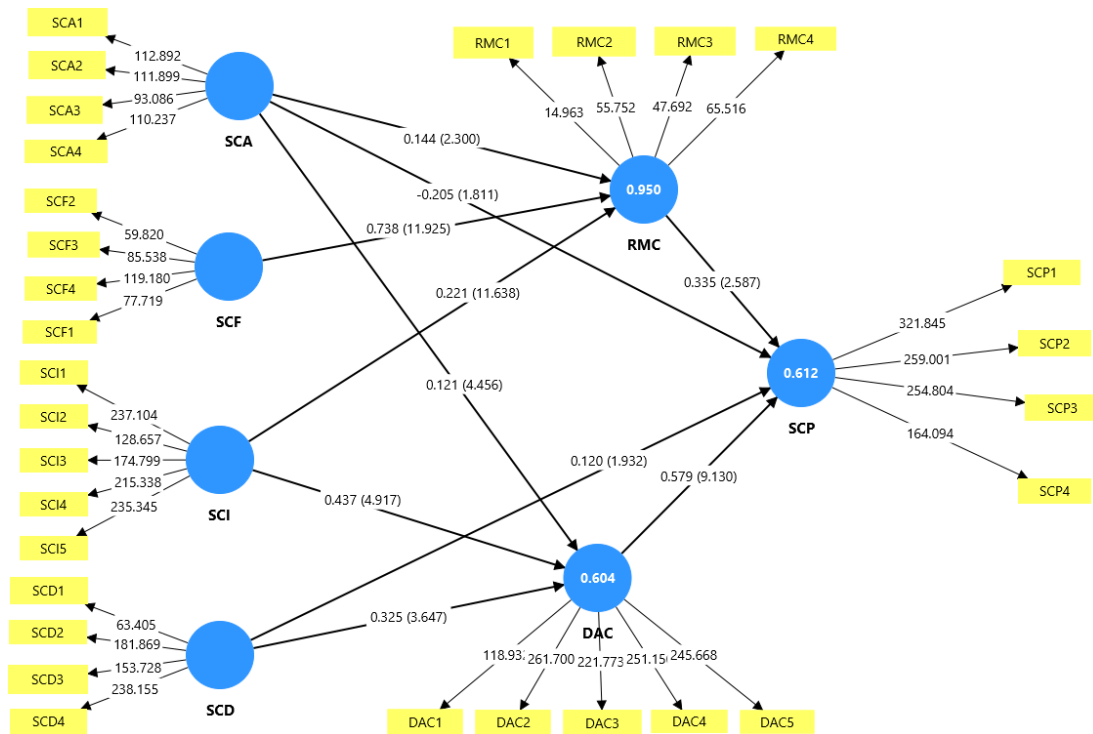 SCA1
SCA2
SCA3
SCA4
112.892
111.899
93.086
110.237
SCA
SCF2
SCF3
SCF4
SCF1
59.820
85.538
119.180
77.719
SCF
SCI1
SCI2
SCI3
SCI4
SCI5
237.104
128.657
174.799
215.338
235.345
SCI
SCD1
SCD2
SCD3
SCD4
63.405
181.869
153.728
238.155
SCD
RMC1
RMC2
RMC3
RMC4
14.963
55.752
47.692
65.516
0.950
RMC
0.144 (2.300)
-0.205 (1.811)
0.738 (11.925)
0.221 (11.638)
0.121 (4.456)
0.437 (4.917)
0.120 (1.932)
0.325 (3.647)
0.335 (2.587)
0.579 (9.130)
0.612
SCP
321.845
259.001
254.804
164.094
SCP1
SCP2
SCP3
SCP4
0.604
DAC
261.700
221.773
245.668
DAC1
DAC2
DAC3
DAC4
DAC5